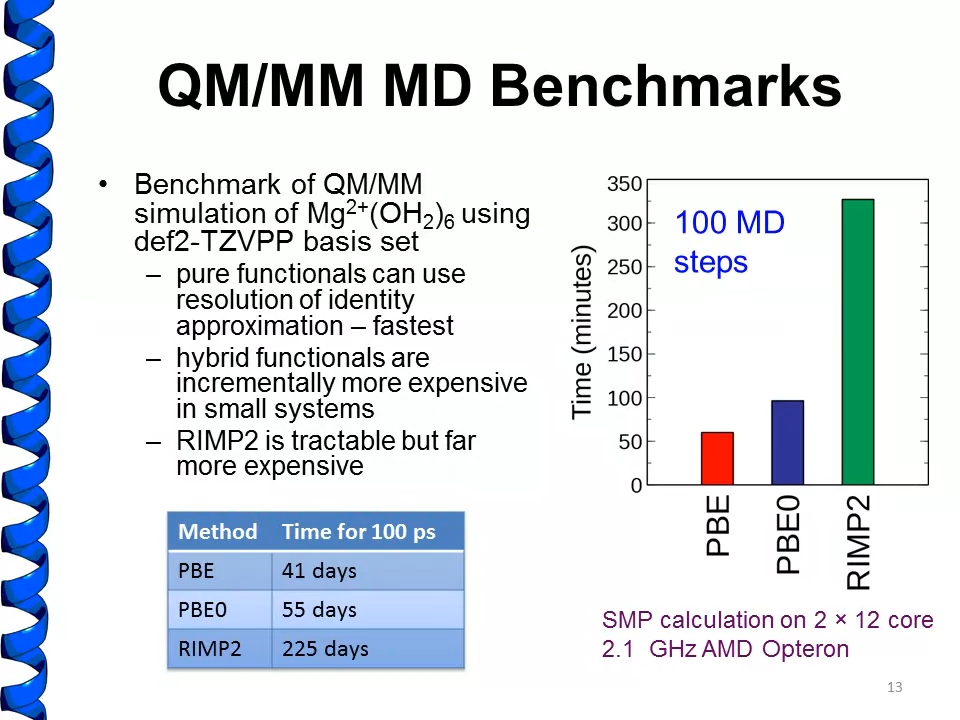 QM/MM MD Benchmarks
• Benchmark of QM/MM
simulation of Mg²⁺(OH₂)₆ using
def2-TZVPP basis set
– pure functionals can use
resolution of identity
approximation – fastest
– hybrid functionals are
incrementally more expensive
in small systems
– RIMP2 is tractable but far
more expensive
Method Time for 100 ps
PBE 41 days
PBE0 55 days
RIMP2 225 days
350
300
250
200
150
100
50
0
Time (minutes)
100 MD
steps
PBE
PBE0
RIMP2
SMP calculation on 2 × 12 core
2.1 GHz AMD Opteron
13